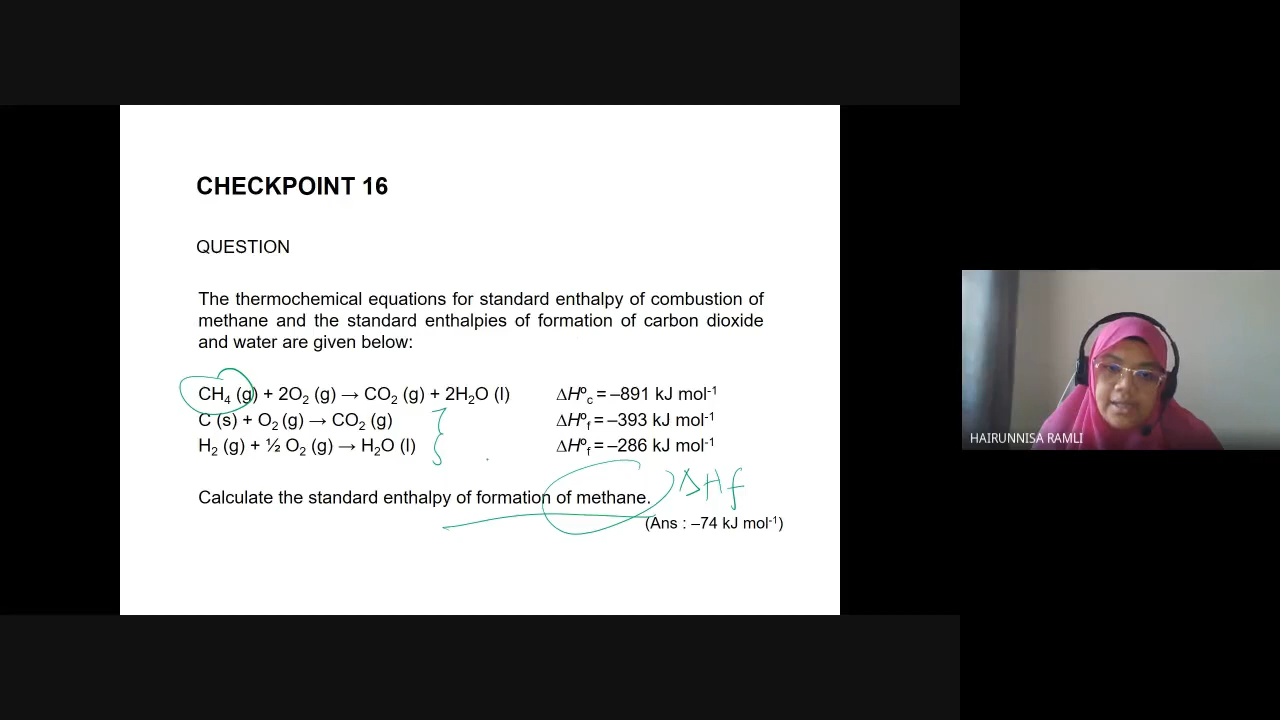 CHECKPOINT 16
QUESTION
The thermochemical equations for standard enthalpy of combustion of
methane and the standard enthalpies of formation of carbon dioxide
and water are given below:
CH₄ (g) + 2O₂ (g) → CO₂ (g) + 2H₂O (l) ΔHº꜀ = –891 kJ mol⁻¹
C (s) + O₂ (g) → CO₂ (g) ΔHºf = –393 kJ mol⁻¹
H₂ (g) + ½ O₂ (g) → H₂O (l) ΔHºf = –286 kJ mol⁻¹
Calculate the standard enthalpy of formation of methane.
ΔHf
(Ans : –74 kJ mol⁻¹)
HAIRUNNISA RAMLI